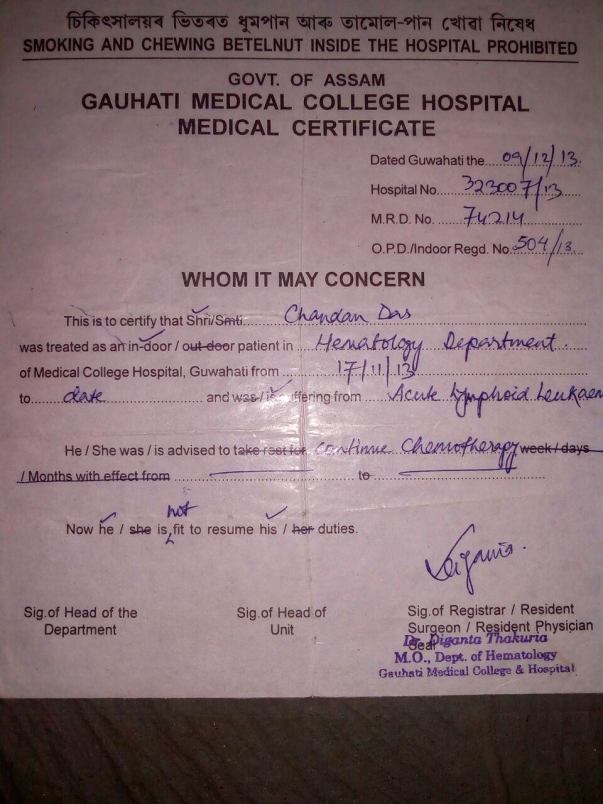 চিকিৎসালয়ৰ ভিতৰত ধুমপান আৰু তামোল-পান খোৱা নিষেধ
SMOKING AND CHEWING BETELNUT INSIDE THE HOSPITAL PROHIBITED
GOVT. OF ASSAM
GAUHATI MEDICAL COLLEGE HOSPITAL
MEDICAL CERTIFICATE
Dated Guwahati the 09/12/13.
Hospital No. 323007/13
M.R.D. No. 74214
O.P.D./Indoor Regd. No. 504/13.
WHOM IT MAY CONCERN
This is to certify that Shri/Smti. Chandan Das
was treated as an in-door / out-door patient in Hematology Department.
of Medical College Hospital, Guwahati from 17/11/13
to date and was/is suffering from Acute Lymphoid Leukaem
He / She was / is advised to take rest for continue Chemotherapy week / days
/ Months with effect from to
Now he / she is not fit to resume his / her duties.
Diganta.
Sig.of Head of the Department
Sig.of Head of Unit
Sig.of Registrar / Resident
Surgeon / Resident Physician
Seal
Dr. Diganta Thakuria
M.O., Dept. of Hematology
Gauhati Medical College & Hospital